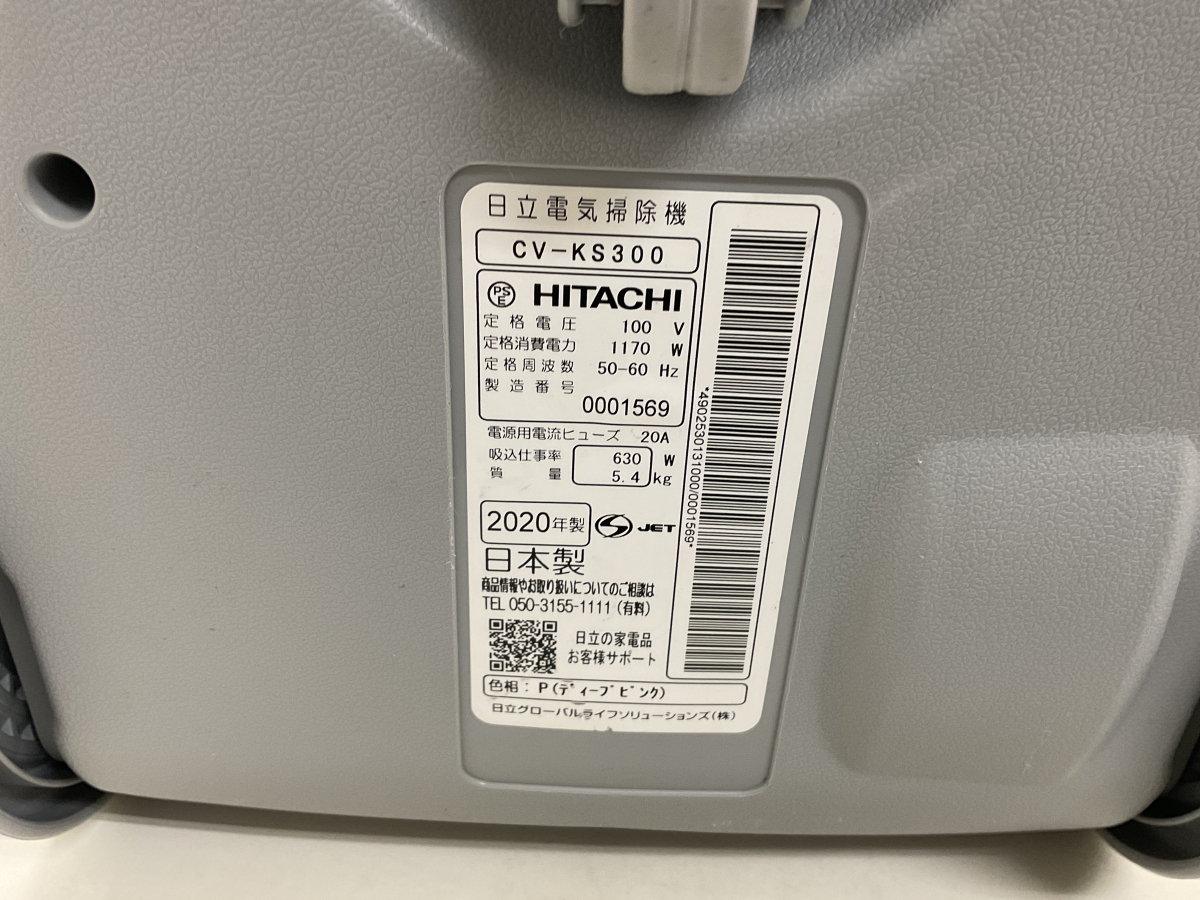 日立電気掃除機
CV-KS300
PSE HITACHI
定格電圧 100 V
定格消費電力 1170 W
定格周波数 50-60 Hz
製造番号
0001569
電源用電流ヒューズ 20A
吸込仕事率 630 W
質量 5.4 kg
2020年製 S JET
日本製
商品情報やお取り扱いについてのご相談は
TEL 050-3155-1111 (有料)
日立の家電品
お客様サポート
色相: P(ディープピンク)
日立グローバルライフソリューションズ(株)
*4902530131000/0001569*